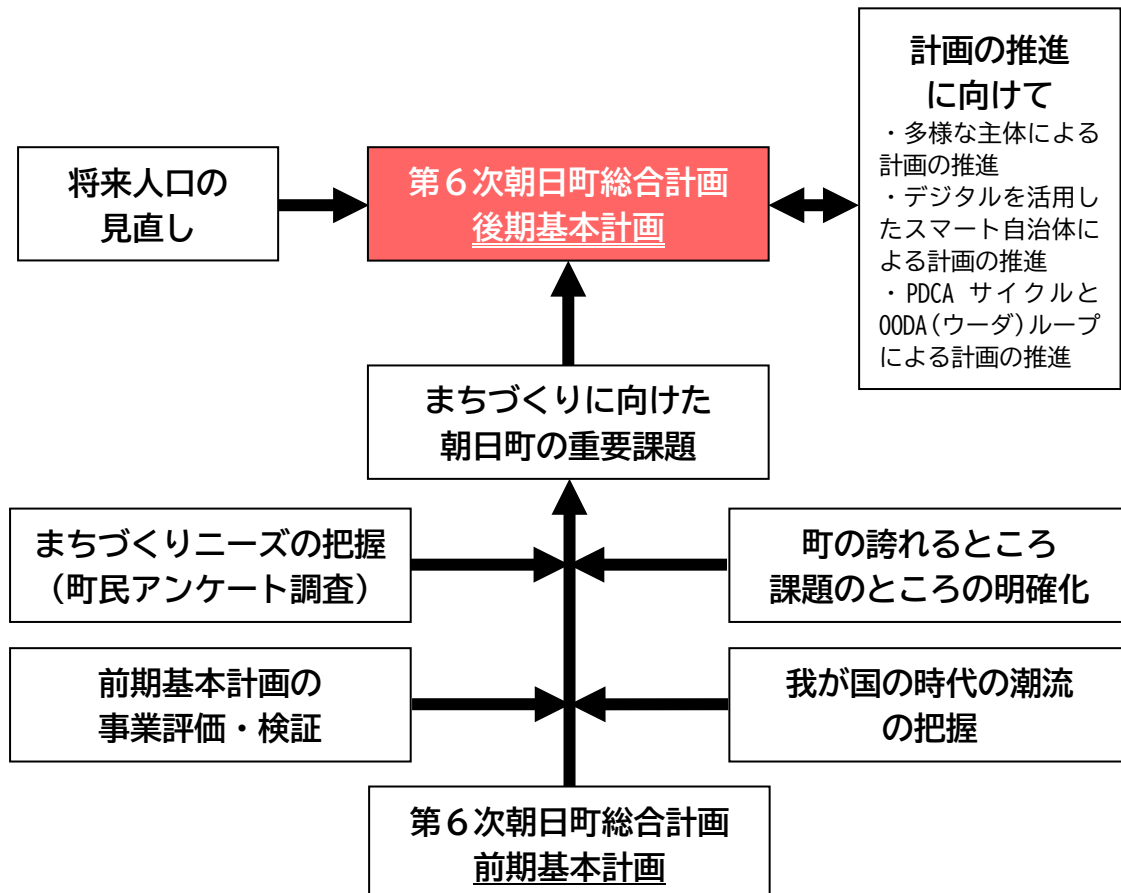 計画の推進
に向けて
・多様な主体による
計画の推進
・デジタルを活用し
たスマート自治体に
よる計画の推進
・PDCA サイクルと
OODA(ウーダ)ループ
による計画の推進
将来人口の
見直し
第６次朝日町総合計画
後期基本計画
まちづくりに向けた
朝日町の重要課題
まちづくりニーズの把握
（町民アンケート調査）
町の誇れるところ
課題のところの明確化
前期基本計画の
事業評価・検証
我が国の時代の潮流
の把握
第６次朝日町総合計画
前期基本計画